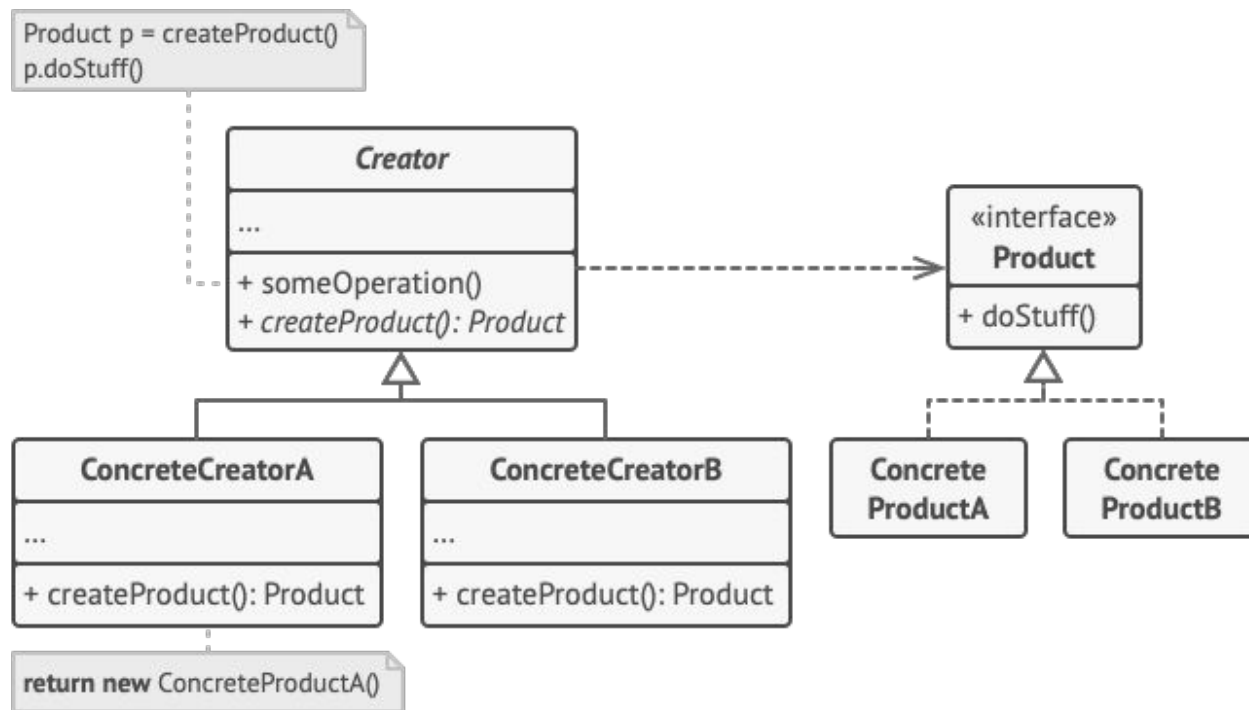 Product p = createProduct()
p.doStuff()
Creator
...
+ someOperation()
+ createProduct(): Product
«interface»
Product
+ doStuff()
ConcreteCreatorA
...
+ createProduct(): Product
ConcreteCreatorB
...
+ createProduct(): Product
Concrete
ProductA
Concrete
ProductB
return new ConcreteProductA()